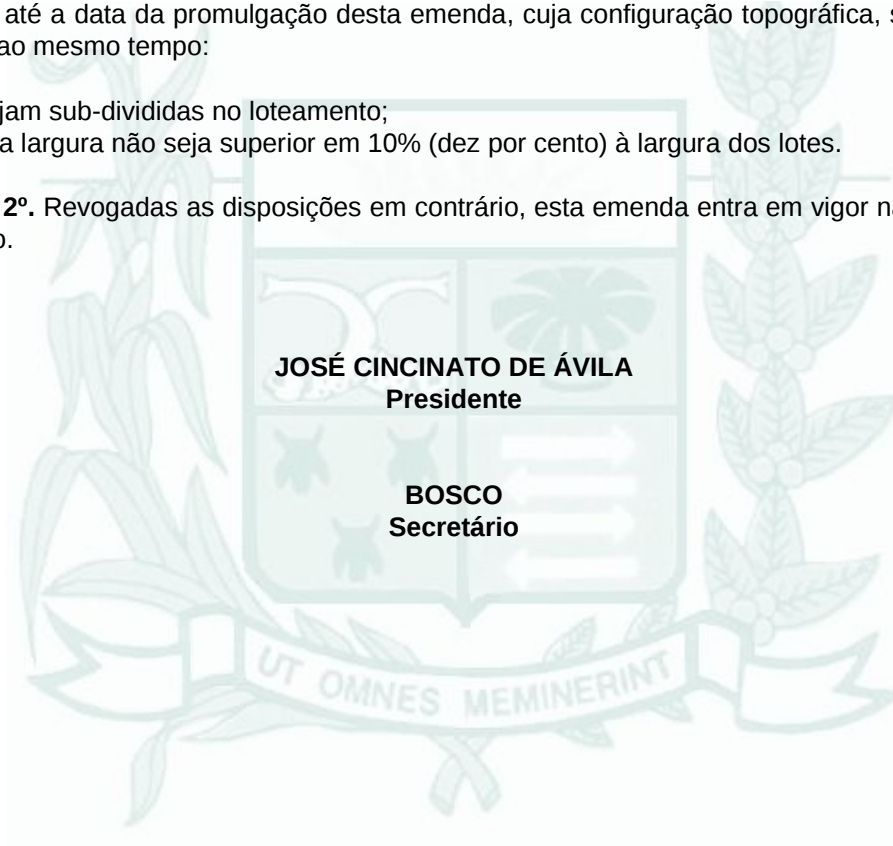 até a data da promulgação desta emenda, cuja configuração topográfica, s
ao mesmo tempo:
jam sub-divididas no loteamento;
a largura não seja superior em 10% (dez por cento) à largura dos lotes.
2º. Revogadas as disposições em contrário, esta emenda entra em vigor na
o.
JOSÉ CINCINATO DE ÁVILA
Presidente
BOSCO
Secretário
UT OMNES MEMINERINT